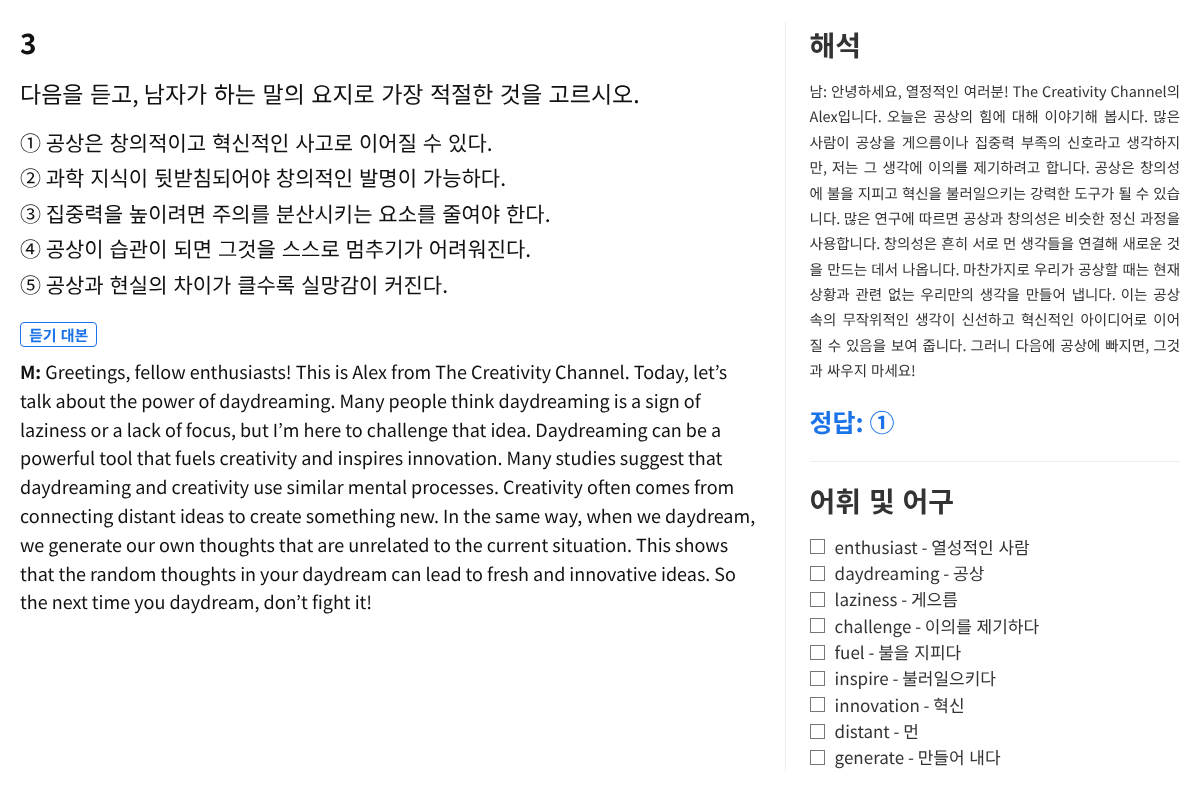 3
다음을 듣고, 남자가 하는 말의 요지로 가장 적절한 것을 고르시오.
① 공상은 창의적이고 혁신적인 사고로 이어질 수 있다.
② 과학 지식이 뒷받침되어야 창의적인 발명이 가능하다.
③ 집중력을 높이려면 주의를 분산시키는 요소를 줄여야 한다.
④ 공상이 습관이 되면 그것을 스스로 멈추기가 어려워진다.
⑤ 공상과 현실의 차이가 클수록 실망감이 커진다.
듣기 대본
M: Greetings, fellow enthusiasts! This is Alex from The Creativity Channel. Today, let’s
talk about the power of daydreaming. Many people think daydreaming is a sign of
laziness or a lack of focus, but I’m here to challenge that idea. Daydreaming can be a
powerful tool that fuels creativity and inspires innovation. Many studies suggest that
daydreaming and creativity use similar mental processes. Creativity often comes from
connecting distant ideas to create something new. In the same way, when we daydream,
we generate our own thoughts that are unrelated to the current situation. This shows
that the random thoughts in your daydream can lead to fresh and innovative ideas. So
the next time you daydream, don’t fight it!
해석
남: 안녕하세요, 열정적인 여러분! The Creativity Channel의
Alex입니다. 오늘은 공상의 힘에 대해 이야기해 봅시다. 많은
사람이 공상을 게으름이나 집중력 부족의 신호라고 생각하지
만, 저는 그 생각에 이의를 제기하려고 합니다. 공상은 창의성
에 불을 지피고 혁신을 불러일으키는 강력한 도구가 될 수 있습
니다. 많은 연구에 따르면 공상과 창의성은 비슷한 정신 과정을
사용합니다. 창의성은 흔히 서로 먼 생각들을 연결해 새로운 것
을 만드는 데서 나옵니다. 마찬가지로 우리가 공상할 때는 현재
상황과 관련 없는 우리만의 생각을 만들어 냅니다. 이는 공상
속의 무작위적인 생각이 신선하고 혁신적인 아이디어로 이어
질 수 있음을 보여 줍니다. 그러니 다음에 공상에 빠지면, 그것
과 싸우지 마세요!
정답: ①
어휘 및 어구
□ enthusiast - 열성적인 사람
□ daydreaming - 공상
□ laziness - 게으름
□ challenge - 이의를 제기하다
□ fuel - 불을 지피다
□ inspire - 불러일으키다
□ innovation - 혁신
□ distant - 먼
□ generate - 만들어 내다